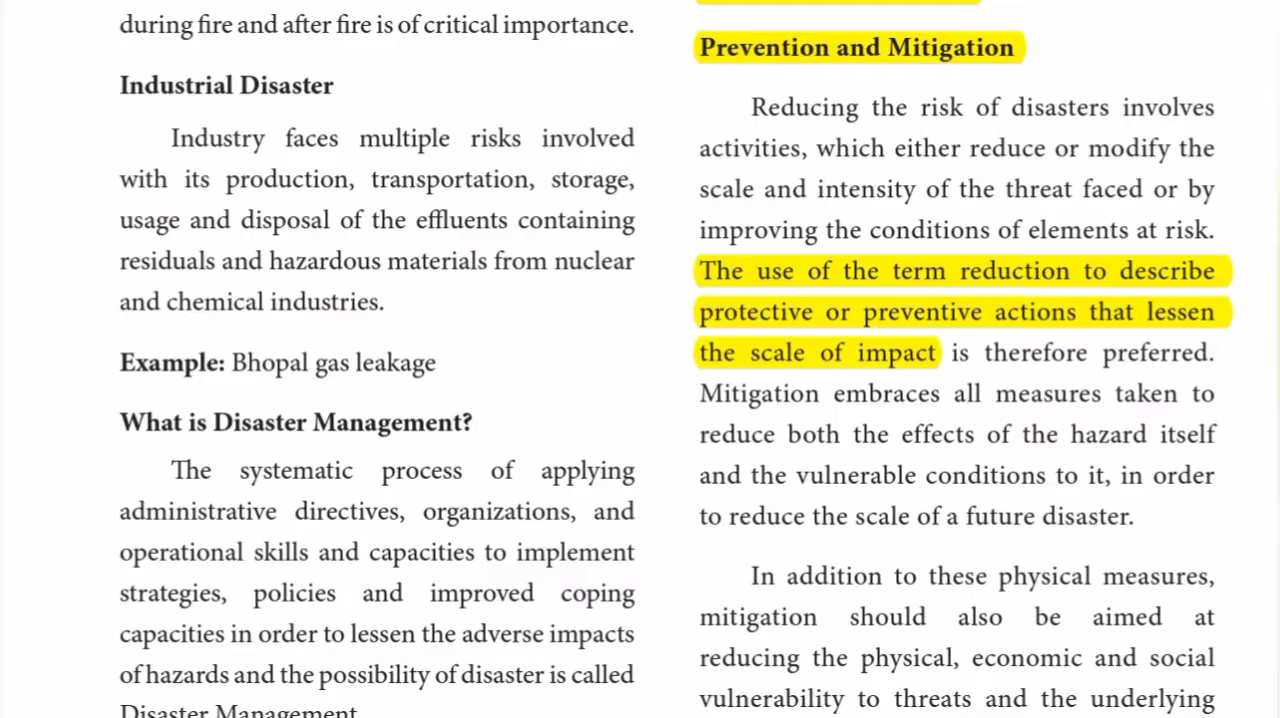 during fire and after fire is of critical importance.
Industrial Disaster
Industry faces multiple risks involved
with its production, transportation, storage,
usage and disposal of the effluents containing
residuals and hazardous materials from nuclear
and chemical industries.
Example: Bhopal gas leakage
What is Disaster Management?
The systematic process of applying
administrative directives, organizations, and
operational skills and capacities to implement
strategies, policies and improved coping
capacities in order to lessen the adverse impacts
of hazards and the possibility of disaster is called
Disaster Management
Prevention and Mitigation
Reducing the risk of disasters involves
activities, which either reduce or modify the
scale and intensity of the threat faced or by
improving the conditions of elements at risk.
The use of the term reduction to describe
protective or preventive actions that lessen
the scale of impact is therefore preferred.
Mitigation embraces all measures taken to
reduce both the effects of the hazard itself
and the vulnerable conditions to it, in order
to reduce the scale of a future disaster.
In addition to these physical measures,
mitigation should also be aimed at
reducing the physical, economic and social
vulnerability to threats and the underlying